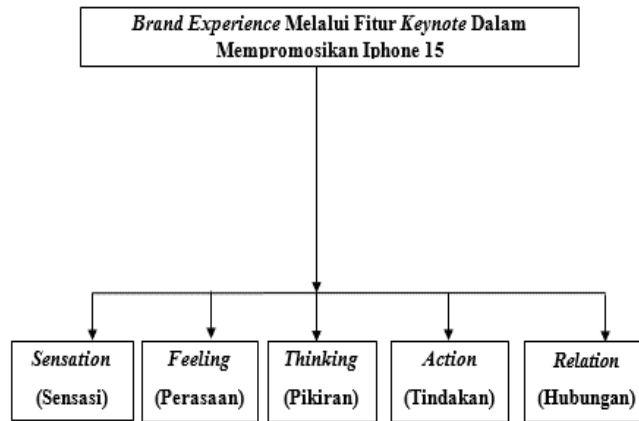 Brand Experience Melalui Fitur Keynote Dalam
Mempromosikan Iphone 15
Sensation
(Sensasi)
Feeling
(Perasaan)
Thinking
(Pikiran)
Action
(Tindakan)
Relation
(Hubungan)